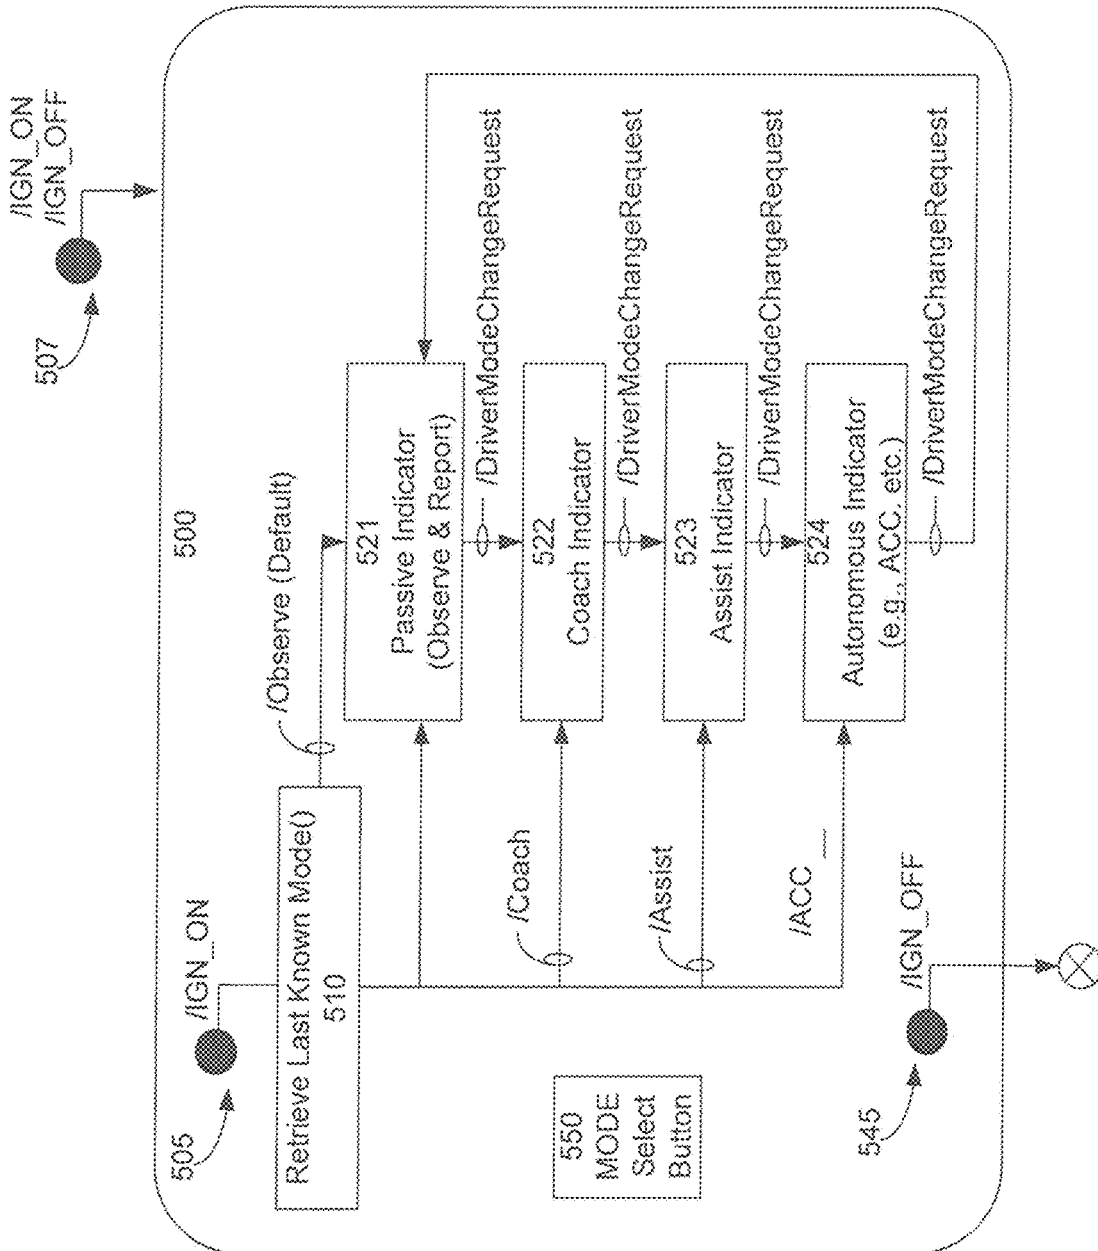 /IGN_ON
/IGN_OFF
507
500
505
/IGN_ON
Retrieve Last Known Mode()
510
/Observe (Default)
521
Passive Indicator
(Observe & Report)
/DriverModeChangeRequest
/Coach
522
Coach Indicator
/DriverModeChangeRequest
/Assist
523
Assist Indicator
/DriverModeChangeRequest
/ACC _
524
Autonomous Indicator
(e.g., ACC, etc.)
/DriverModeChangeRequest
550
MODE
Select
Button
545
/IGN_OFF